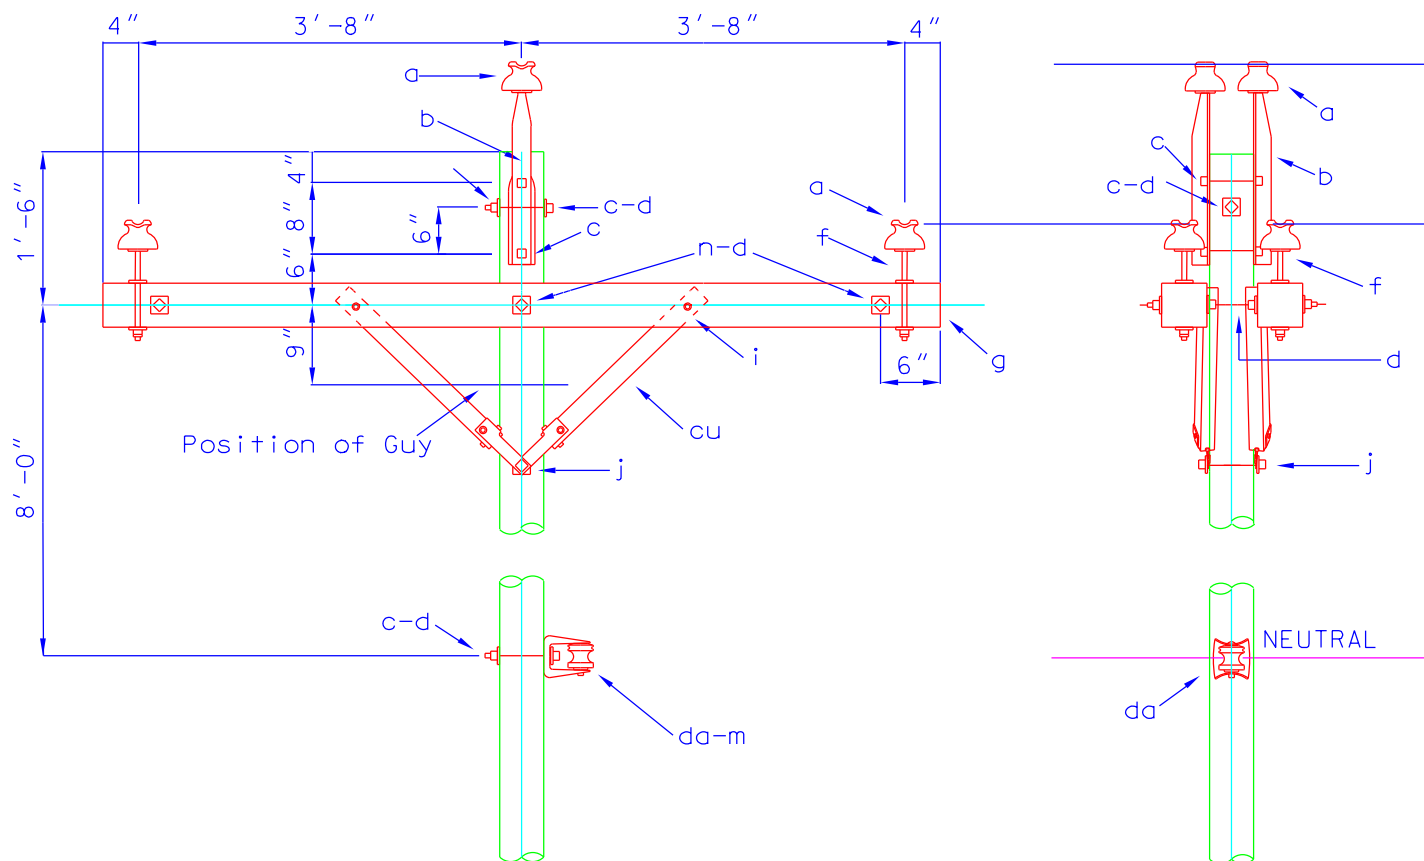 4" 3'-8" 3'-8" 4"
a
b
4"
a
c
b
c-d
a
c-d
1'-6"
8"
6"
c
f
n-d
6"
f
9"
i
g
d
6"
cu
Position of Guy
j
j
8'-0"
c-d
NEUTRAL
da
da-m